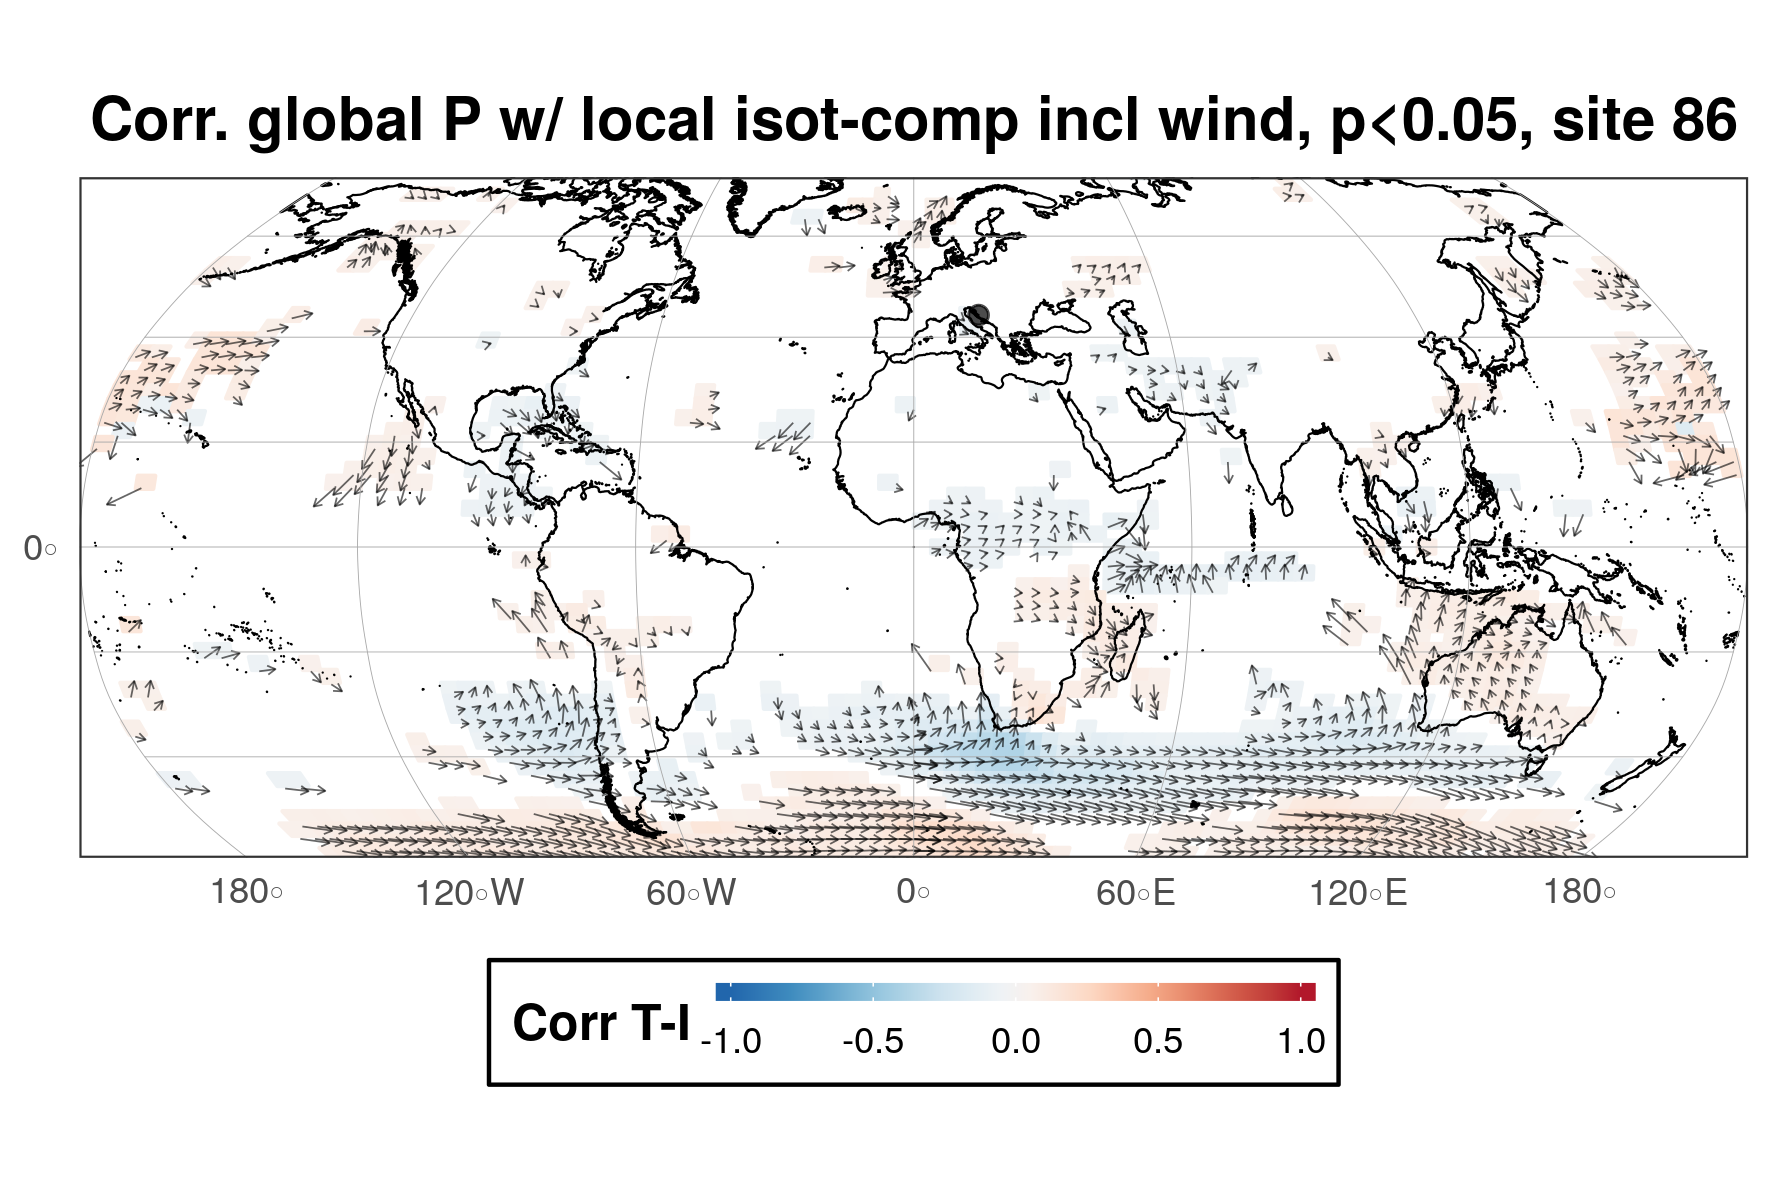 Corr. global P w/ local isot-comp incl wind, p<0.05, site 86
0°
180° 120°W 60°W 0° 60°E 120°E 180°
Corr T-I
-1.0 -0.5 0.0 0.5 1.0